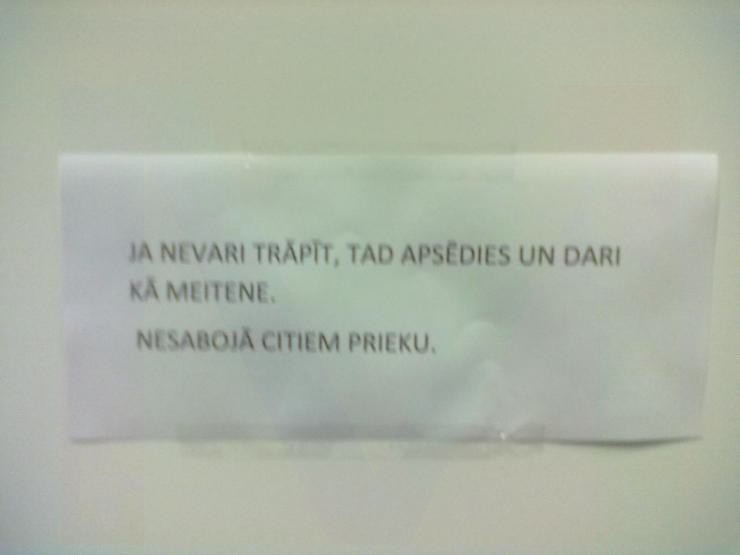 JA NEVARI TRĀPĪT, TAD APSĒDIES UN DARI
KĀ MEITENE.
NESABOJĀ CITIEM PRIEKU.